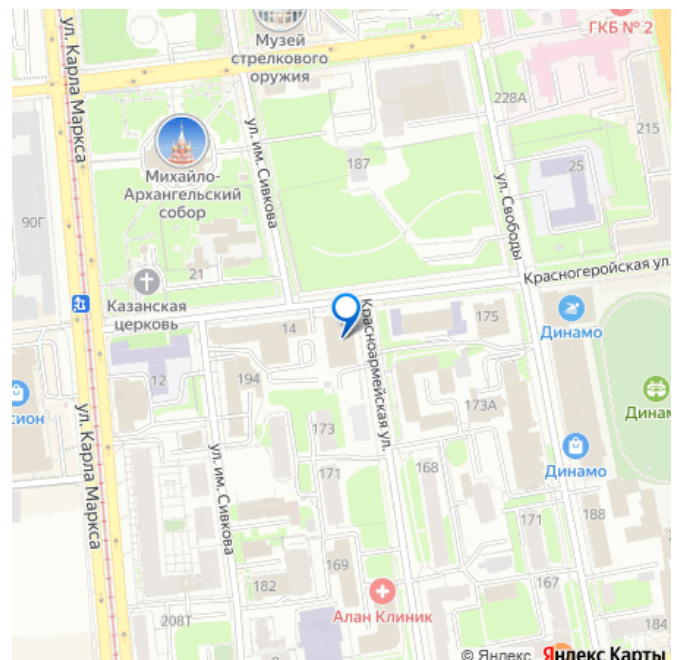 ул. Карла Маркса
Музей
стрелкового
оружия
ГКБ № 2
228А
215
ул. им. Сивкова
187
ул. Свободы
25
Михайло-
Архангельский
собор
90Г
21
Казанская
церковь
Красногеройская ул.
14
Красноармейская ул.
175
Динамо
12
194
173А
Динам
сион
ул. Карла Маркса
173
ул. им. Сивкова
171
168
Динамо
171
188
169
167
182
Алан Клиник
208Т
184
© Яндекс Яндекс Карты